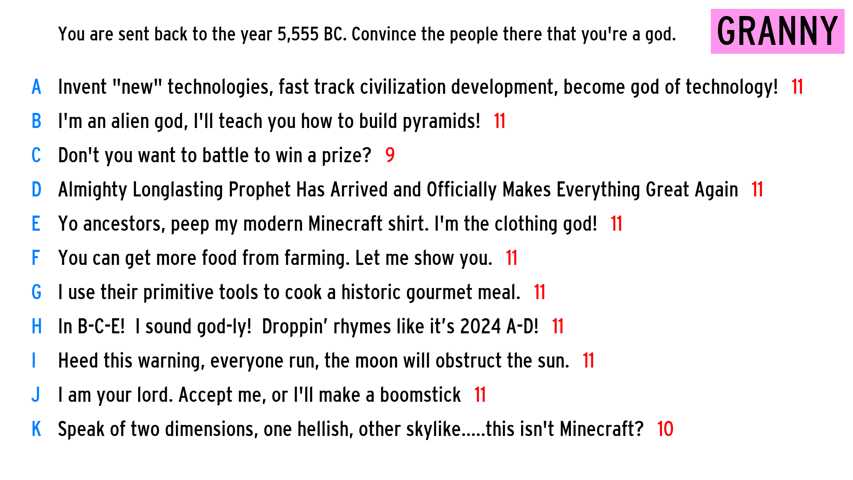 You are sent back to the year 5,555 BC. Convince the people there that you're a god.
GRANNY
A Invent "new" technologies, fast track civilization development, become god of technology! 11
B I'm an alien god, I'll teach you how to build pyramids! 11
C Don't you want to battle to win a prize? 9
D Almighty Longlasting Prophet Has Arrived and Officially Makes Everything Great Again 11
E Yo ancestors, peep my modern Minecraft shirt. I'm the clothing god! 11
F You can get more food from farming. Let me show you. 11
G I use their primitive tools to cook a historic gourmet meal. 11
H In B-C-E!  I sound god-ly!  Droppin’ rhymes like it’s 2024 A-D! 11
I Heed this warning, everyone run, the moon will obstruct the sun. 11
J I am your lord. Accept me, or I'll make a boomstick 11
K Speak of two dimensions, one hellish, other skylike.....this isn't Minecraft? 10